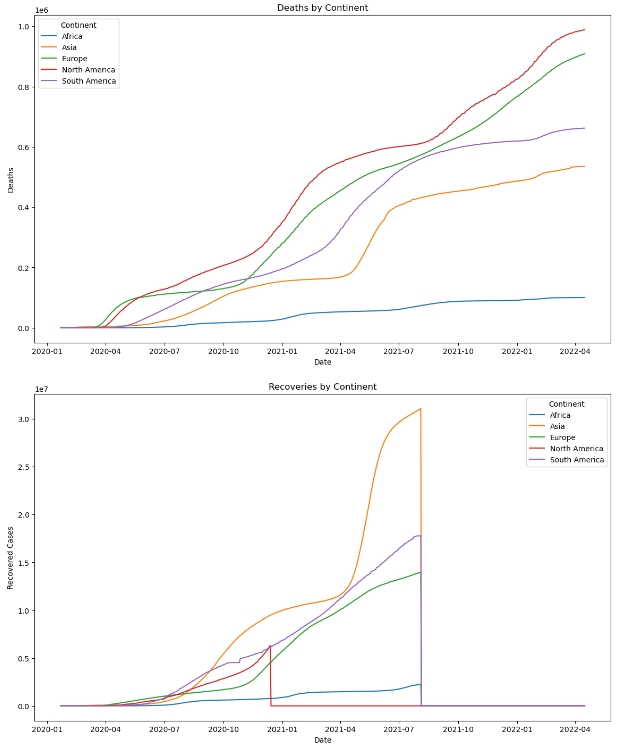 Deaths by Continent
1e6
Continent
Africa
Asia
Europe
North America
South America
1.0
0.8
0.6
0.4
0.2
0.0
Deaths
2020-01 2020-04 2020-07 2020-10 2021-01 2021-04 2021-07 2021-10 2022-01 2022-04
Date
Recoveries by Continent
1e7
Continent
Africa
Asia
Europe
North America
South America
3.0
2.5
2.0
1.5
1.0
0.5
0.0
Recovered Cases
2020-01 2020-04 2020-07 2020-10 2021-01 2021-04 2021-07 2021-10 2022-01 2022-04
Date